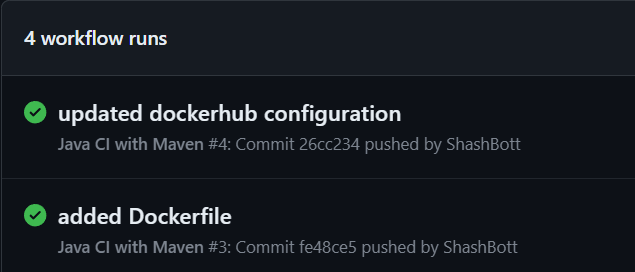 4 workflow runs
updated dockerhub configuration
Java CI with Maven #4: Commit 26cc234 pushed by ShashBott
added Dockerfile
Java CI with Maven #3: Commit fe48ce5 pushed by ShashBott